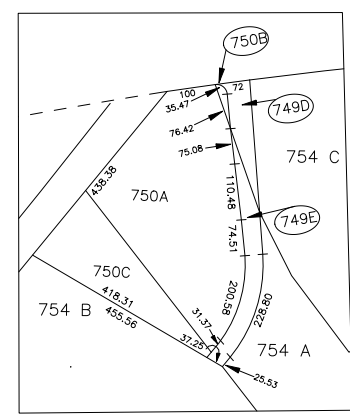 750B
100
72
35.47
749D
76.42
75.08
754 C
438.38
750A
110.48
749E
74.51
750C
200.58
228.80
418.31
754 B
455.56
31.37
37.25
754 A
25.53